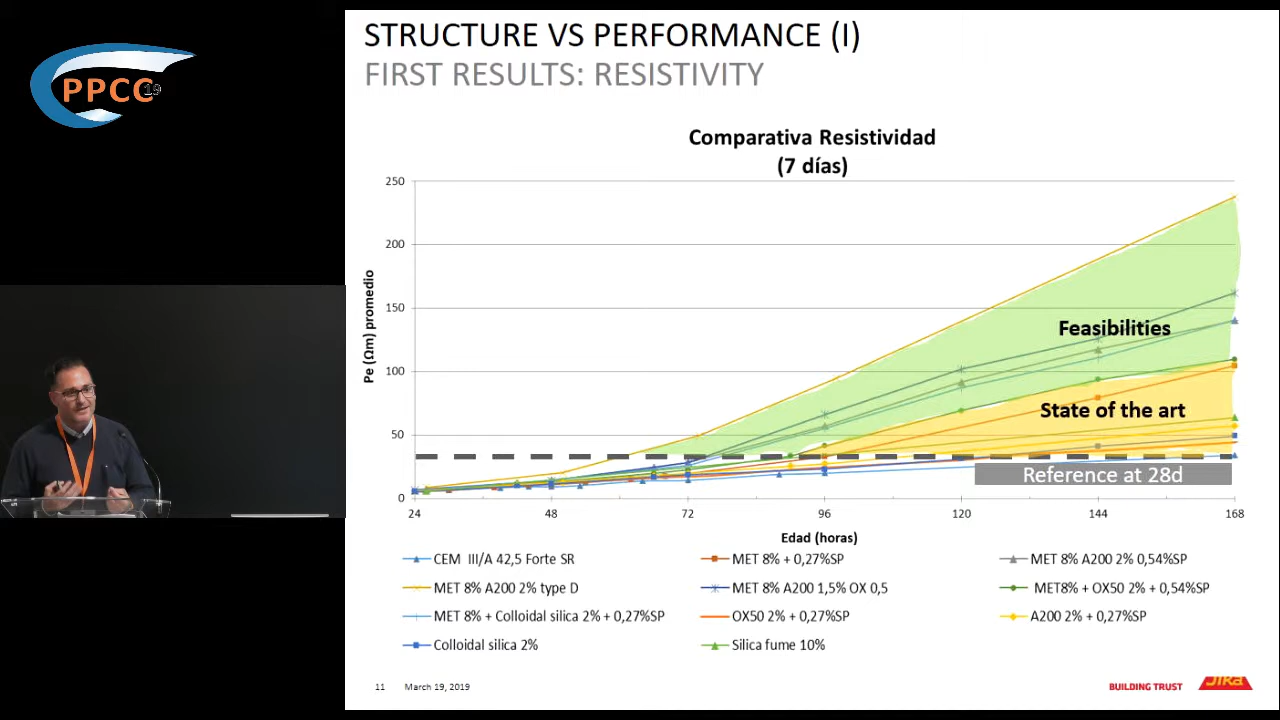 PPCC 19
STRUCTURE VS PERFORMANCE (I)
FIRST RESULTS: RESISTIVITY
Comparativa Resistividad
(7 días)
Pe (Ωm) promedio
250
200
150
100
50
0
Feasibilities
State of the art
Reference at 28d
24 48 72 96 120 144 168
Edad (horas)
CEM III/A 42,5 Forte SR
MET 8% + 0,27%SP
MET 8% A200 2% 0,54%SP
MET 8% A200 2% type D
MET 8% A200 1,5% OX 0,5
MET8% + OX50 2% + 0,54%SP
MET 8% + Colloidal silica 2% + 0,27%SP
OX50 2% + 0,27%SP
A200 2% + 0,27%SP
Colloidal silica 2%
Silica fume 10%
11 March 19, 2019
BUILDING TRUST